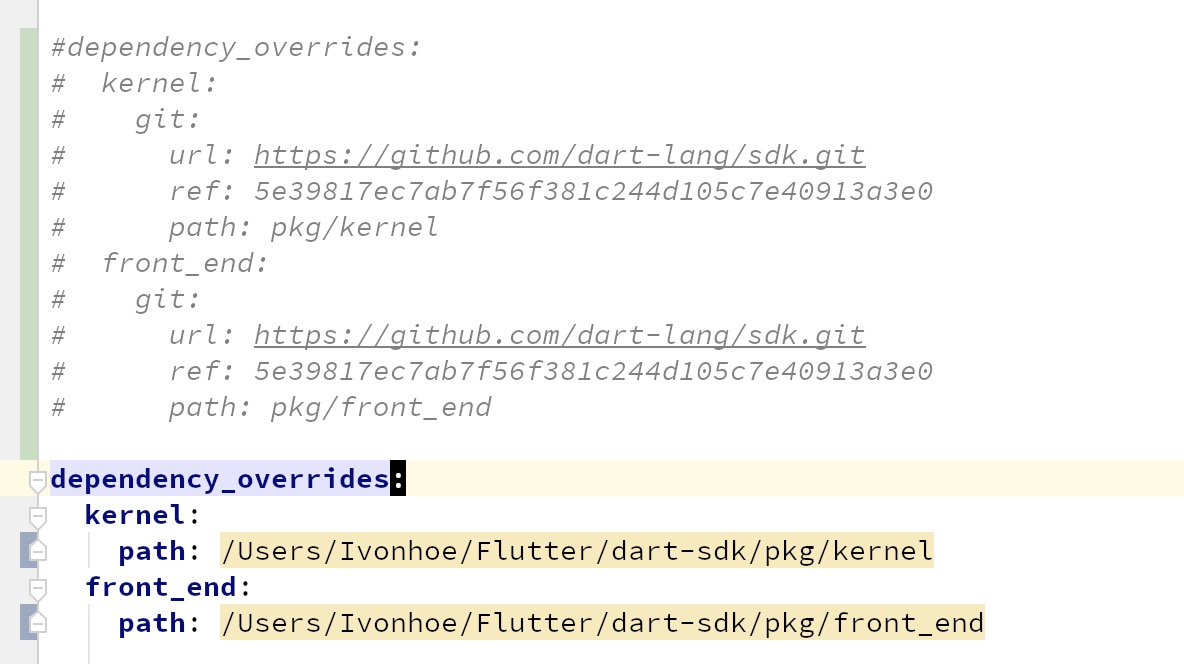 #dependency_overrides:
#  kernel:
#    git:
#      url: https://github.com/dart-lang/sdk.git
#      ref: 5e39817ec7ab7f56f381c244d105c7e40913a3e0
#      path: pkg/kernel
#  front_end:
#    git:
#      url: https://github.com/dart-lang/sdk.git
#      ref: 5e39817ec7ab7f56f381c244d105c7e40913a3e0
#      path: pkg/front_end
dependency_overrides:
  kernel:
    path: /Users/Ivonhoe/Flutter/dart-sdk/pkg/kernel
  front_end:
    path: /Users/Ivonhoe/Flutter/dart-sdk/pkg/front_end